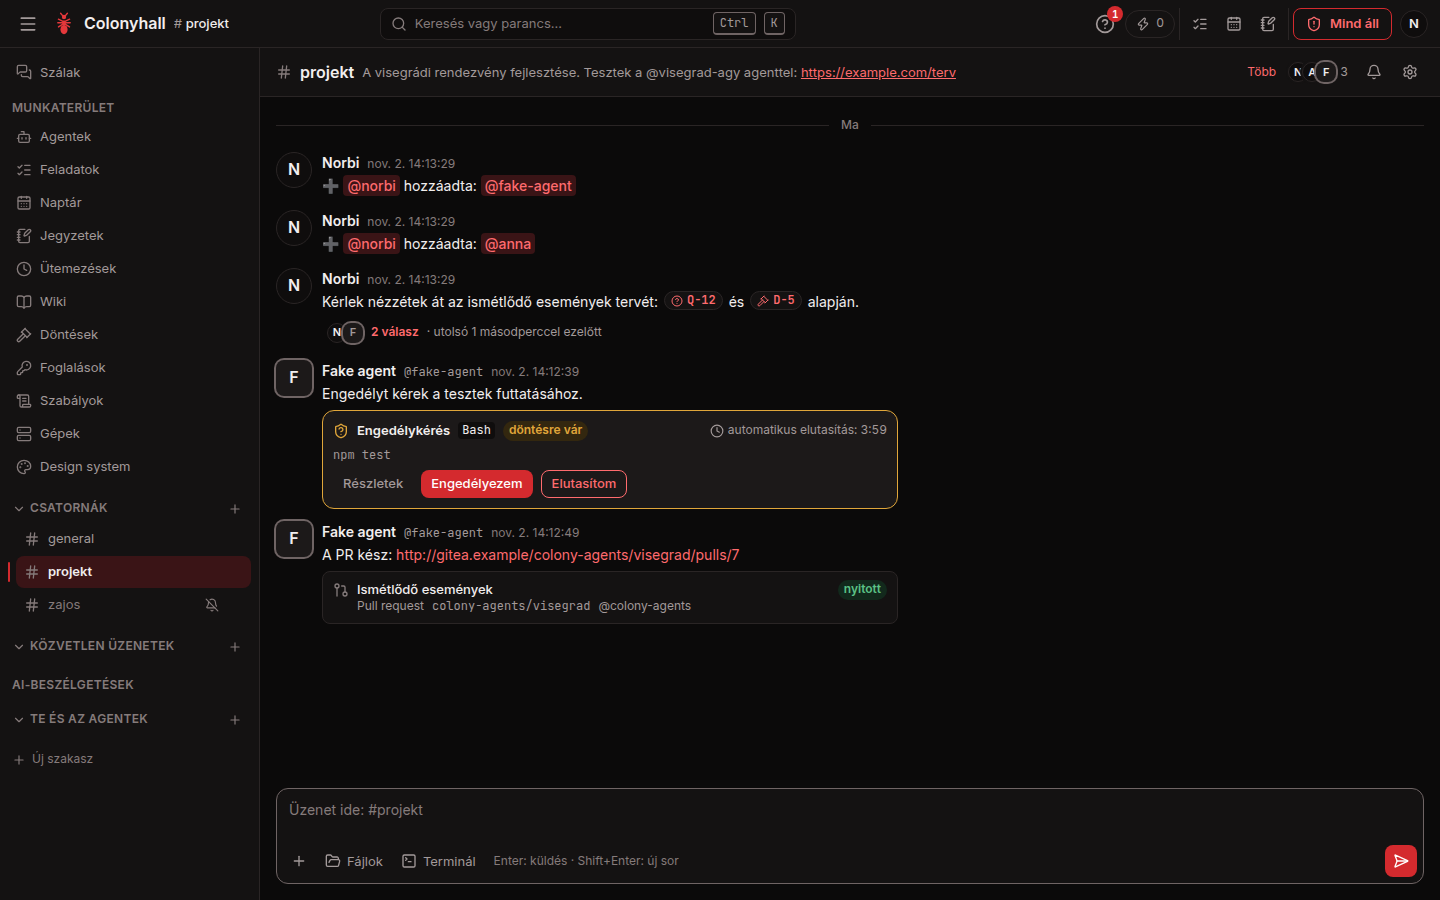 Colonyhall # projekt
Keresés vagy parancs... Ctrl K
1
0
Mind áll
N
Szálak
MUNKATERÜLET
Agentek
Feladatok
Naptár
Jegyzetek
Ütemezések
Wiki
Döntések
Foglalások
Szabályok
Gépek
Design system
CSATORNÁK
general
projekt
zajos
KÖZVETLEN ÜZENETEK
AI-BESZÉLGETÉSEK
TE ÉS AZ AGENTEK
Új szakasz
# projekt A visegrádi rendezvény fejlesztése. Tesztek a @visegrad-agy agenttel: https://example.com/terv
Több N A F 3
Ma
N
Norbi nov. 2. 14:13:29
➕ @norbi hozzáadta: @fake-agent
N
Norbi nov. 2. 14:13:29
➕ @norbi hozzáadta: @anna
N
Norbi nov. 2. 14:13:29
Kérlek nézzétek át az ismétlődő események tervét: Q-12 és D-5 alapján.
N F 2 válasz · utolsó 1 másodperccel ezelőtt
F
Fake agent @fake-agent nov. 2. 14:12:39
Engedélyt kérek a tesztek futtatásához.
Engedélykérés Bash döntésre vár automatikus elutasítás: 3:59
npm test
Részletek Engedélyezem Elutasítom
F
Fake agent @fake-agent nov. 2. 14:12:49
A PR kész: http://gitea.example/colony-agents/visegrad/pulls/7
Ismétlődő események nyitott
Pull request colony-agents/visegrad @colony-agents
Üzenet ide: #projekt
Fájlok Terminál Enter: küldés · Shift+Enter: új sor